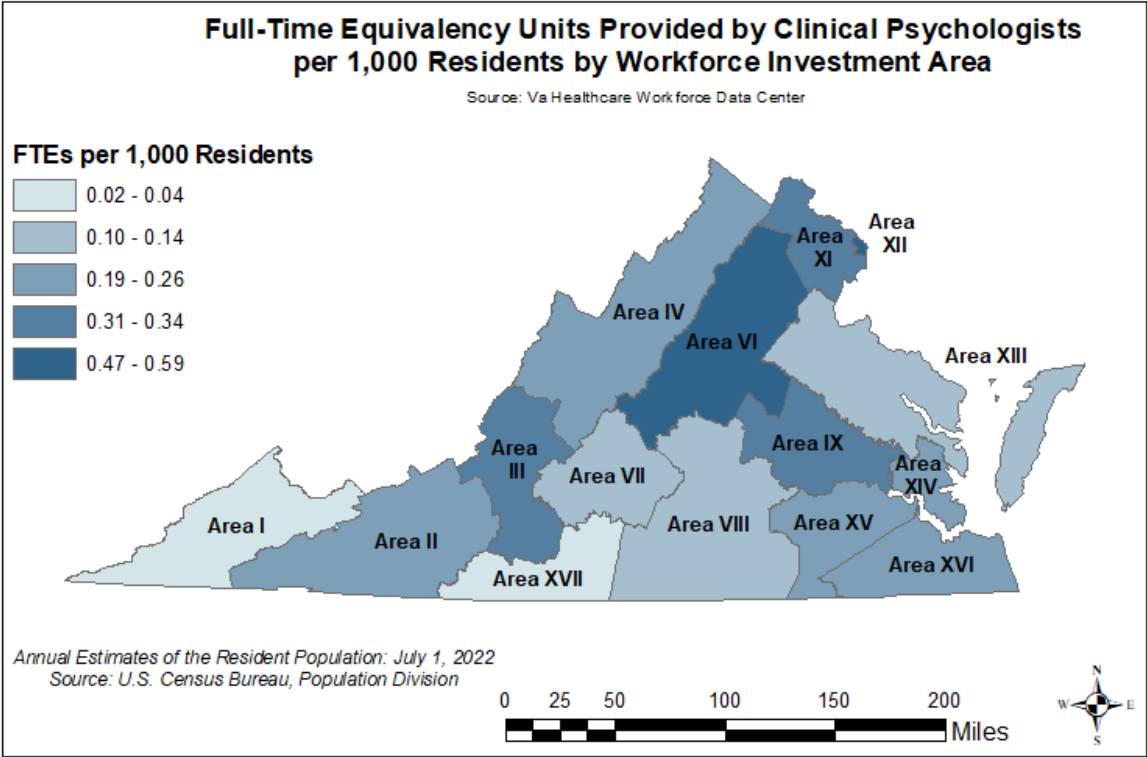 Full-Time Equivalency Units Provided by Clinical Psychologists
per 1,000 Residents by Workforce Investment Area
Source: Va Healthcare Workforce Data Center
FTEs per 1,000 Residents
0.02 - 0.04
0.10 - 0.14
0.19 - 0.26
0.31 - 0.34
0.47 - 0.59
Area
XII
Area
XI
Area IV
Area VI
Area XIII
Area
III
Area IX
Area VII
Area
XIV
Area I
Area II
Area VIII
Area XV
Area XVII
Area XVI
Annual Estimates of the Resident Population: July 1, 2022
Source: U.S. Census Bureau, Population Division
0 25 50 100 150 200
Miles
N
W E
S